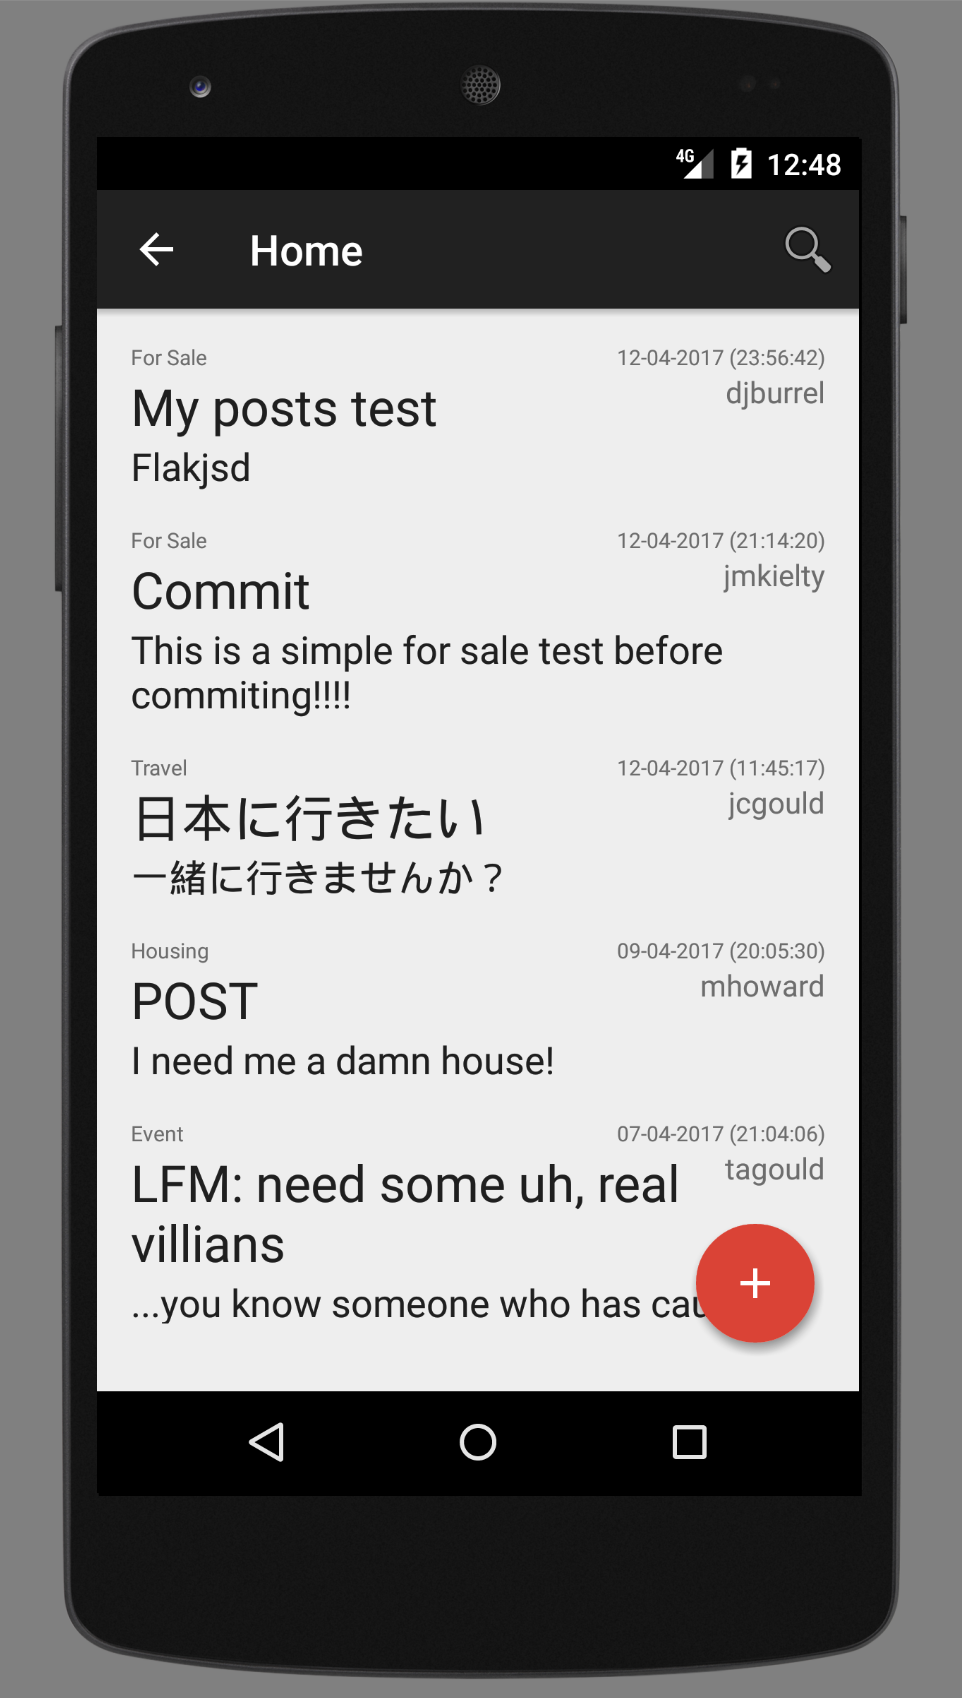 4G 12:48
Home
For Sale 12-04-2017 (23:56:42)
My posts test djburrel
Flakjsd
For Sale 12-04-2017 (21:14:20)
Commit jmkielty
This is a simple for sale test before
commiting!!!!
Travel 12-04-2017 (11:45:17)
日本に行きたい jcgould
一緒に行きませんか？
Housing 09-04-2017 (20:05:30)
POST mhoward
I need me a damn house!
Event 07-04-2017 (21:04:06)
LFM: need some uh, real tagould
villians
...you know someone who has